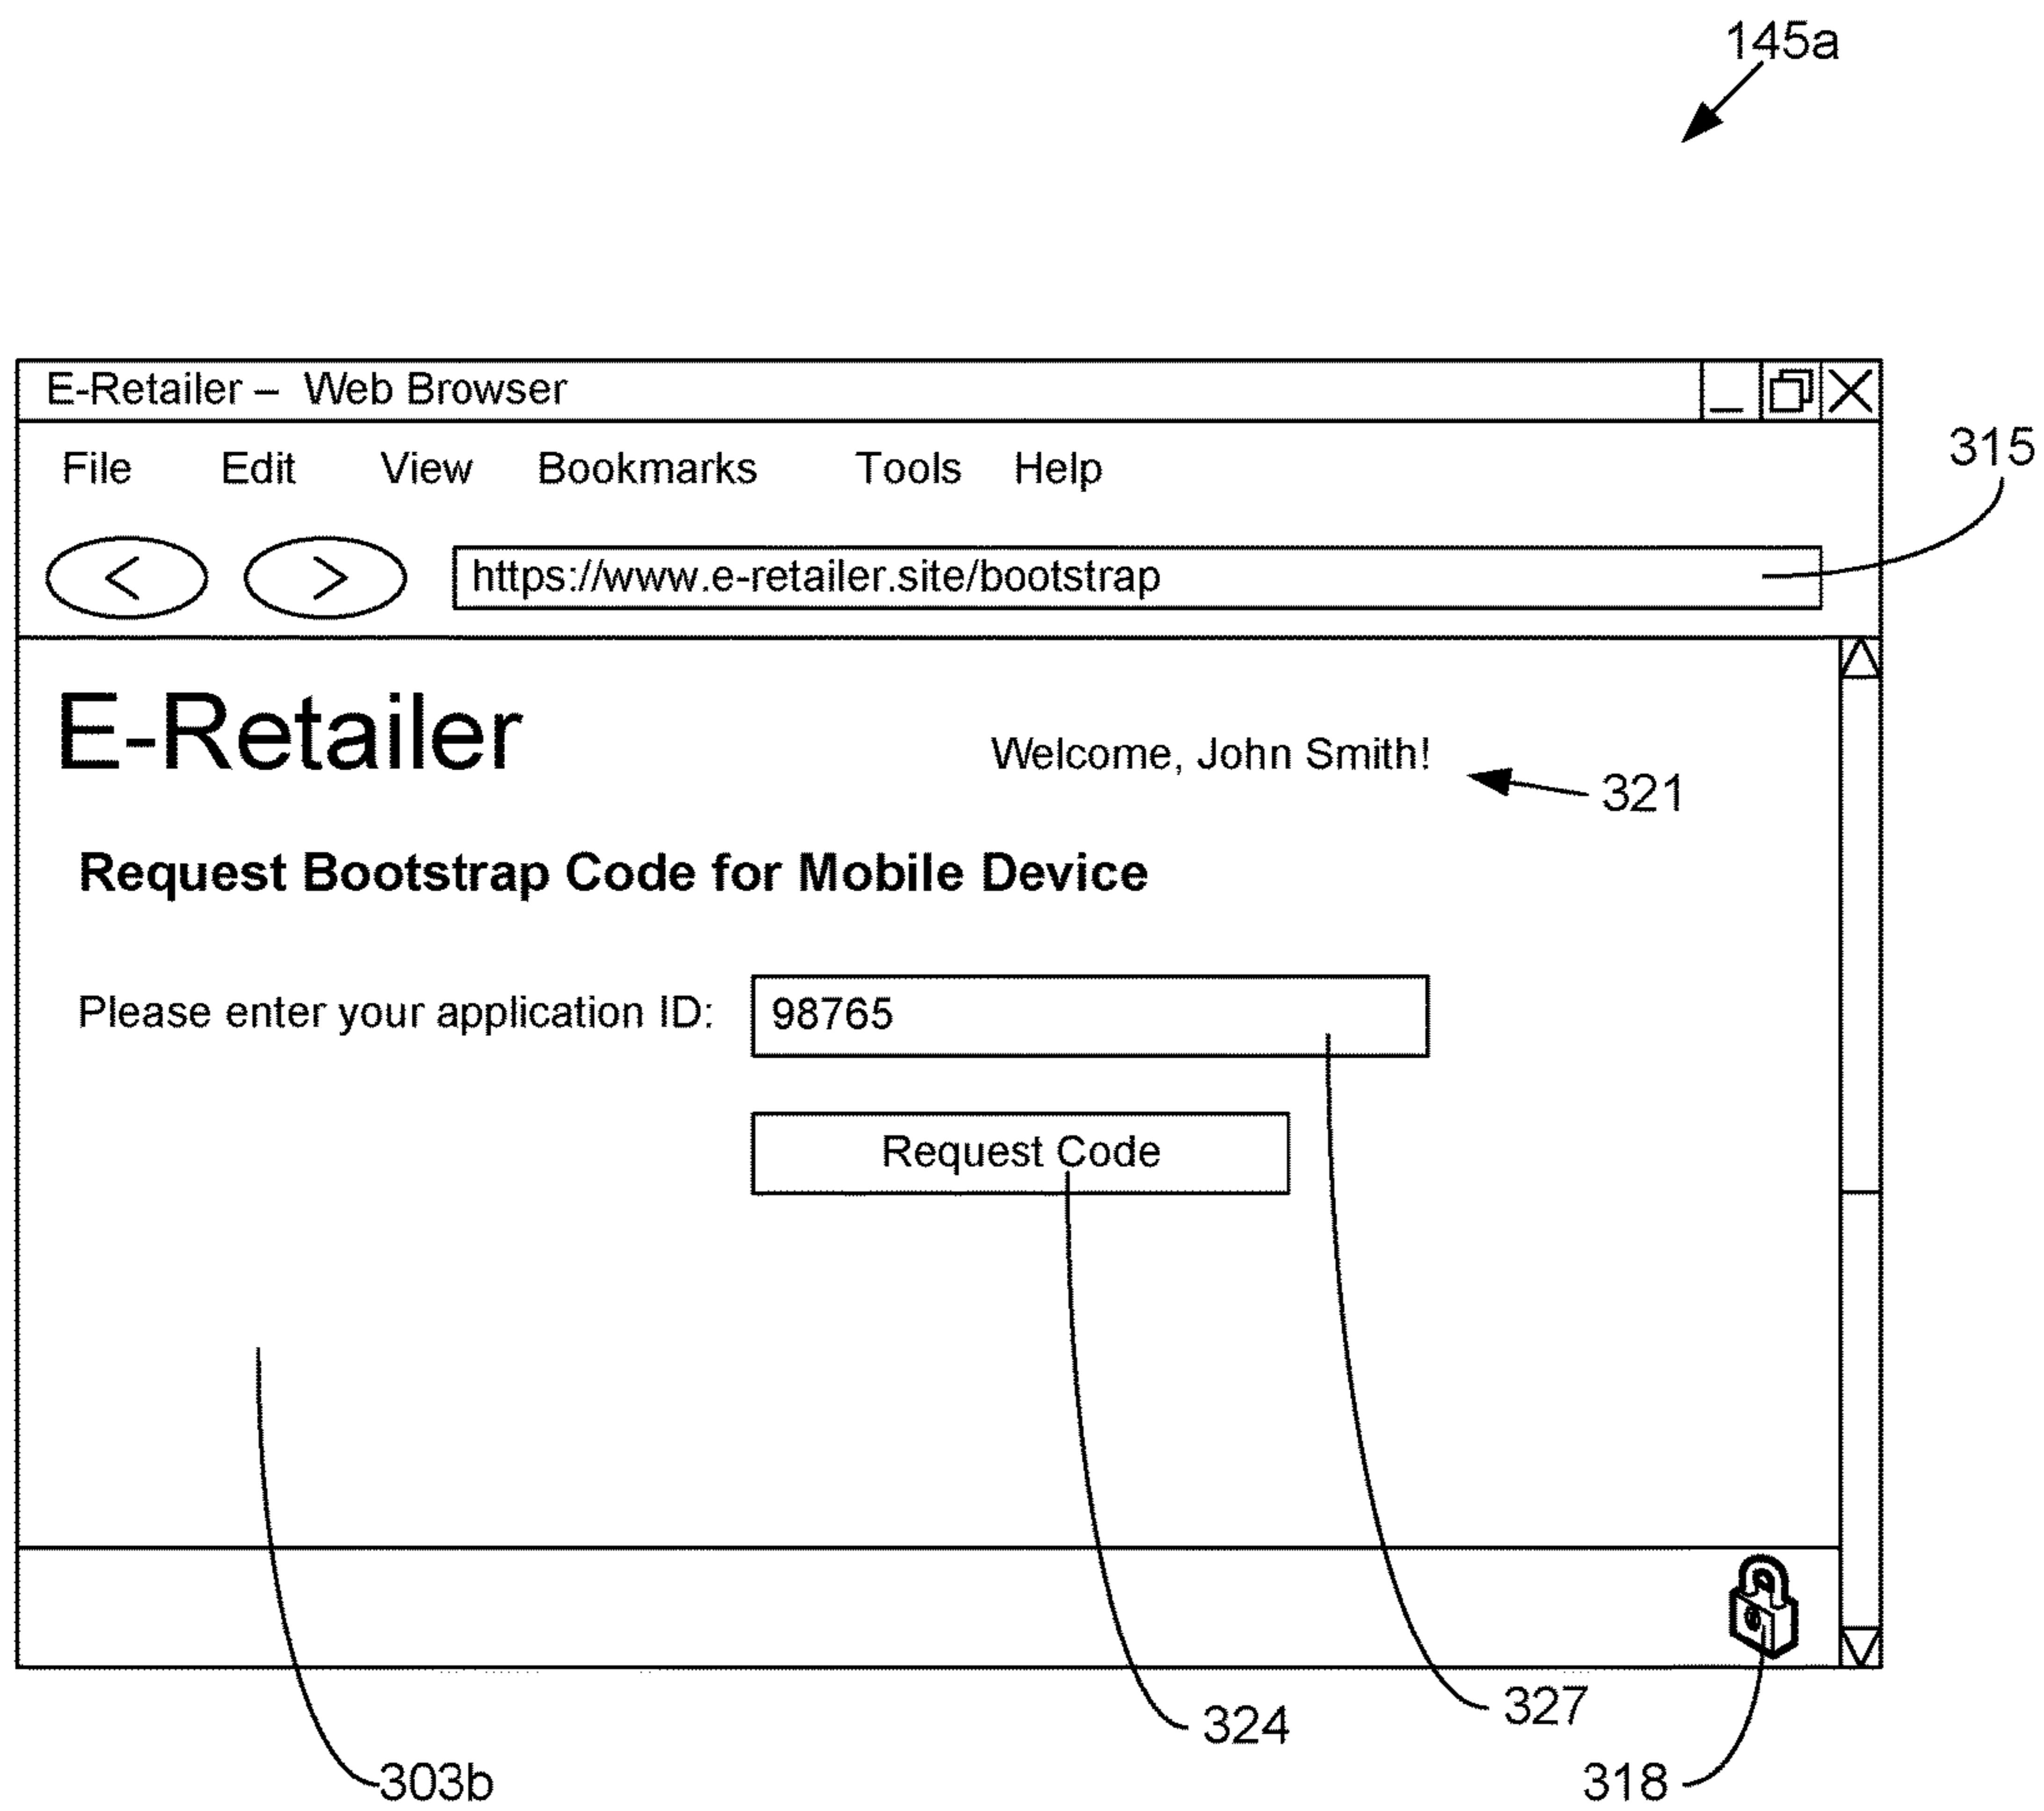 145a
E-Retailer – Web Browser
File Edit View Bookmarks Tools Help
315
< > https://www.e-retailer.site/bootstrap
E-Retailer
Welcome, John Smith!
321
Request Bootstrap Code for Mobile Device
Please enter your application ID: 98765
Request Code
327
324
303b
318